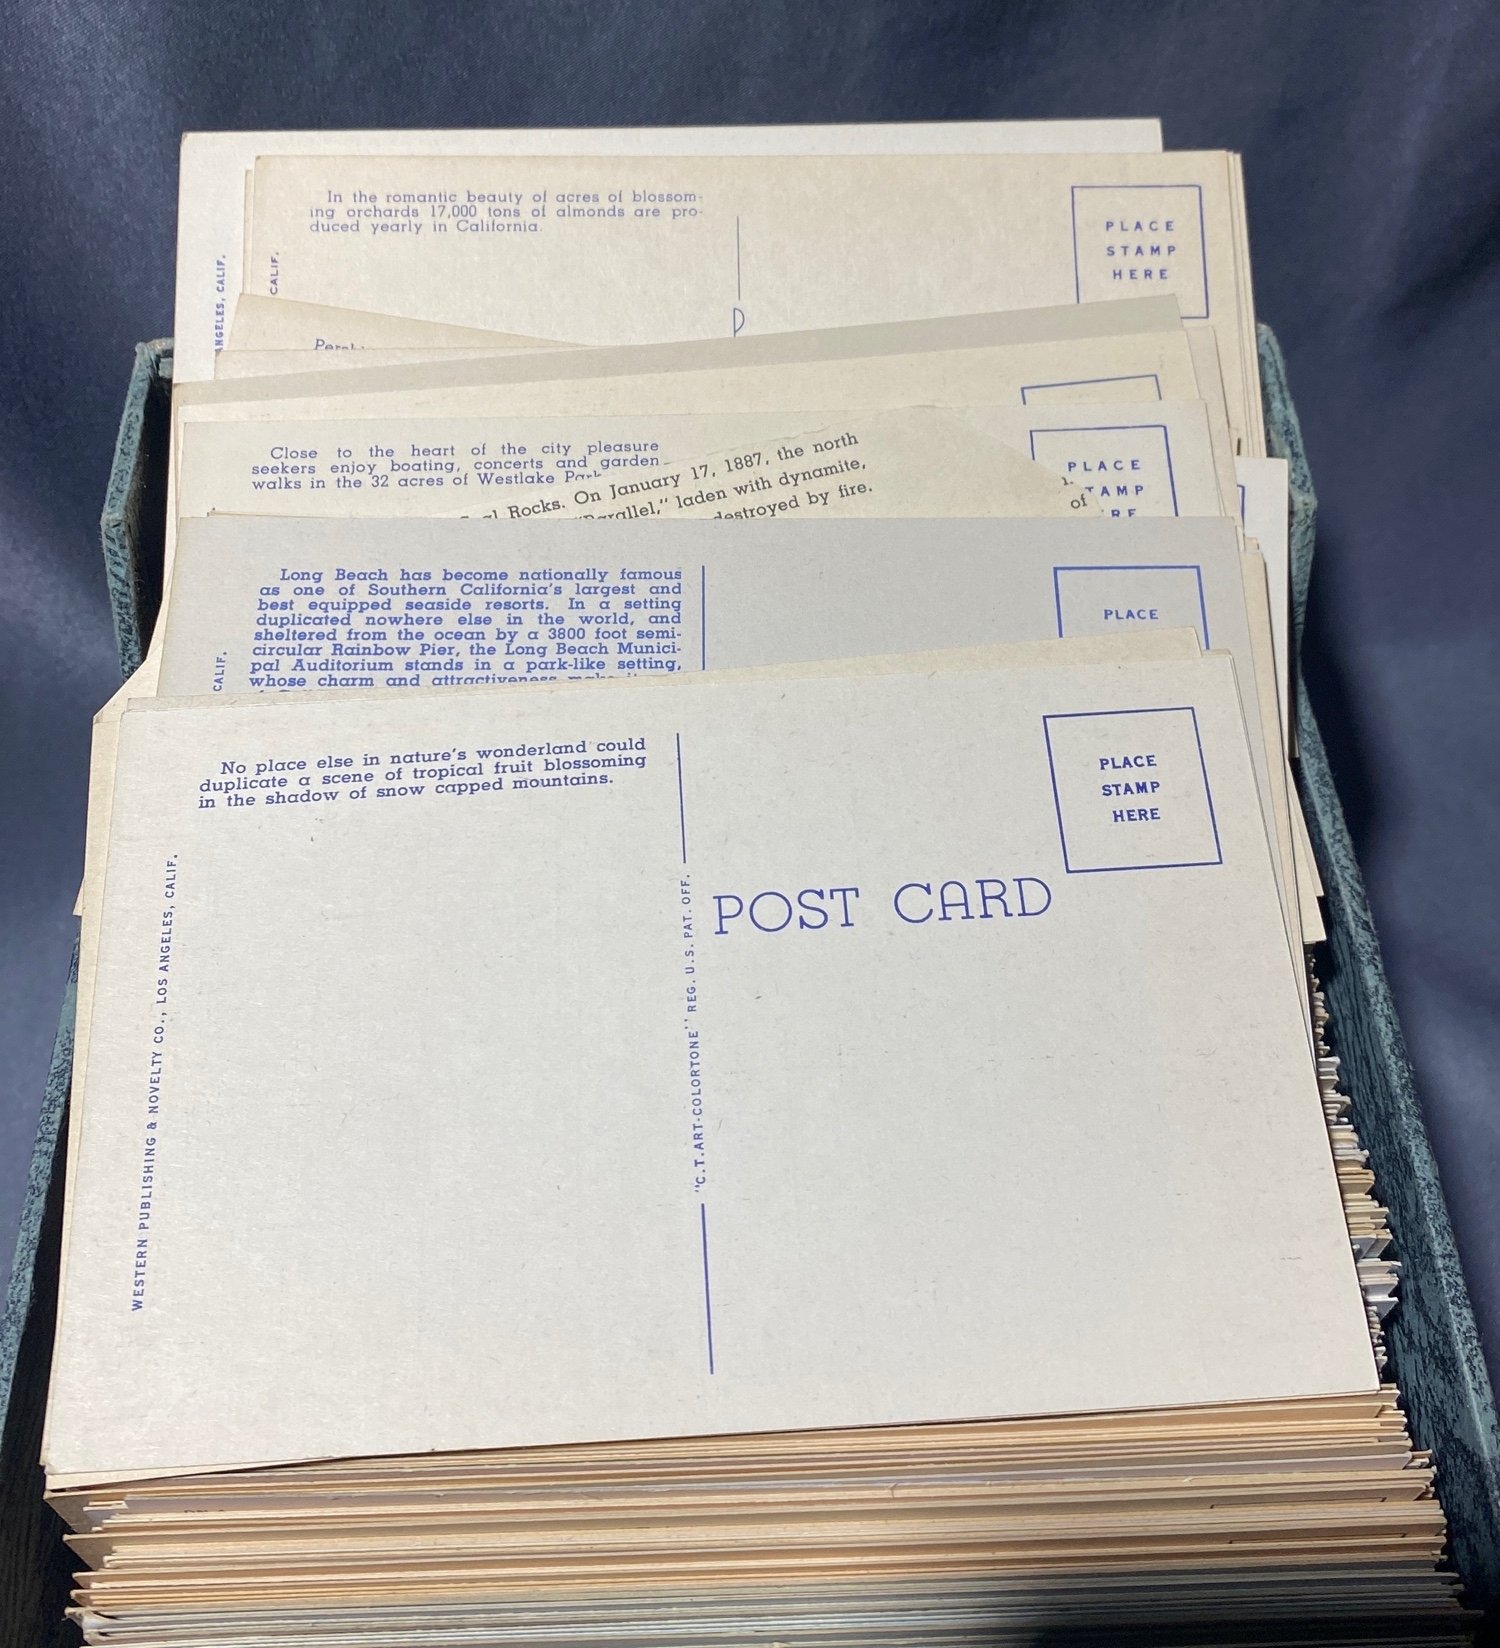 In the romantic beauty of acres of blossom-
ing orchards 17,000 tons of almonds are pro-
duced yearly in California.
PLACE
STAMP
HERE
ANGELES, CALIF.
CALIF.
Close to the heart of the city pleasure
seekers enjoy boating, concerts and garden
walks in the 32 acres of Westlake Park
Rocks. On January 17, 1887, the north
laden with dynamite,
destroyed by fire.
of
PLACE
STAMP
Long Beach has become nationally famous
as one of Southern California's largest and
best equipped seaside resorts. In a setting
duplicated nowhere else in the world, and
sheltered from the ocean by a 3800 foot semi-
circular Rainbow Pier, the Long Beach Munici-
pal Auditorium stands in a park-like setting,
whose charm and attractiveness
PLACE
CALIF.
No place else in nature's wonderland could
duplicate a scene of tropical fruit blossoming
in the shadow of snow capped mountains.
PLACE
STAMP
HERE
POST CARD
WESTERN PUBLISHING & NOVELTY CO., LOS ANGELES, CALIF.
"C.T. ART-COLORTONE" REG. U.S. PAT. OFF.